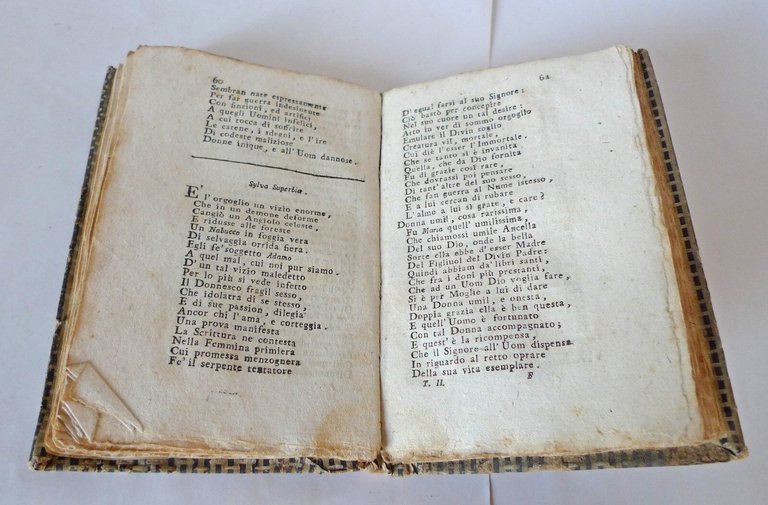 60
Sembran nate espressamente
Per far guerra indesinente
Con finzioni, ed artifici
A quegli Uomini infelici,
A cui tocca di soffrire
Le catene, i sdegni, e l'ire
Di codeste maliziose
Donne inique, e all'Uom dannose.
Sylva Superbia.
E' l'orgoglio un vizio enorme,
Che in un demone deforme
Cangiò un Angiolo celeste.
E ridusse alle foreste
Un Nabucco in foggia vera
Di selvaggia orrida fiera.
Egli fe' soggetto Adamo
A quel mal, cui noi pur siamo.
D'un tal vizio maledetto
Per lo più si vede infetto
Il Donnesco fragil sesso,
Che idolatra di se stesso,
E di sue passion, dilegia
Ancor chi l'ama, e corteggia.
Una prova manifesta
La Scrittura ne contesta
Nella Femmina primiera
Cui promessa menzognera
Fe' il serpente tentatore
61
D'egual farsi al suo Signore:
Ciò bastò per concepire
Nel suo cuore un tal desire:
Atto in ver di sommo orgoglio
Emulare il Divin soglio
Creatura vil, mortale,
Cui diè l'esser l'Immortale.
Che se tanto si è invanita
Quella, che da Dio fornita
Fu di grazie così rare,
Che dovrassi poi pensare
Di tant'altre del suo sesso,
Che fan guerra al Nume istesso,
E a lui cercan di rubare
L'alme a lui sì grate, e care?
Donna umil, cosa rarissima,
Fu Maria quell'umilissima,
Che chiamossi umile Ancella
Del suo Dio, onde la bella
Sorte ella ebbe d'esser Madre
Del Figliuol del Divin Padre:
Quindi abbiam da' libri santi,
Che fra i doni più prestanti,
Che ad un Uom Dio voglia fare,
Si è per Moglie a lui di dare
Una Donna umil, e onesta,
Doppia grazia ella è ben questa,
E quell'Uomo è fortunato
Con tal Donna accompagnato;
E quest'è la ricompensa,
Che il Signore all'Uom dispensa
In riguardo al retto oprare
Della sua vita esemplare.
T. II. F